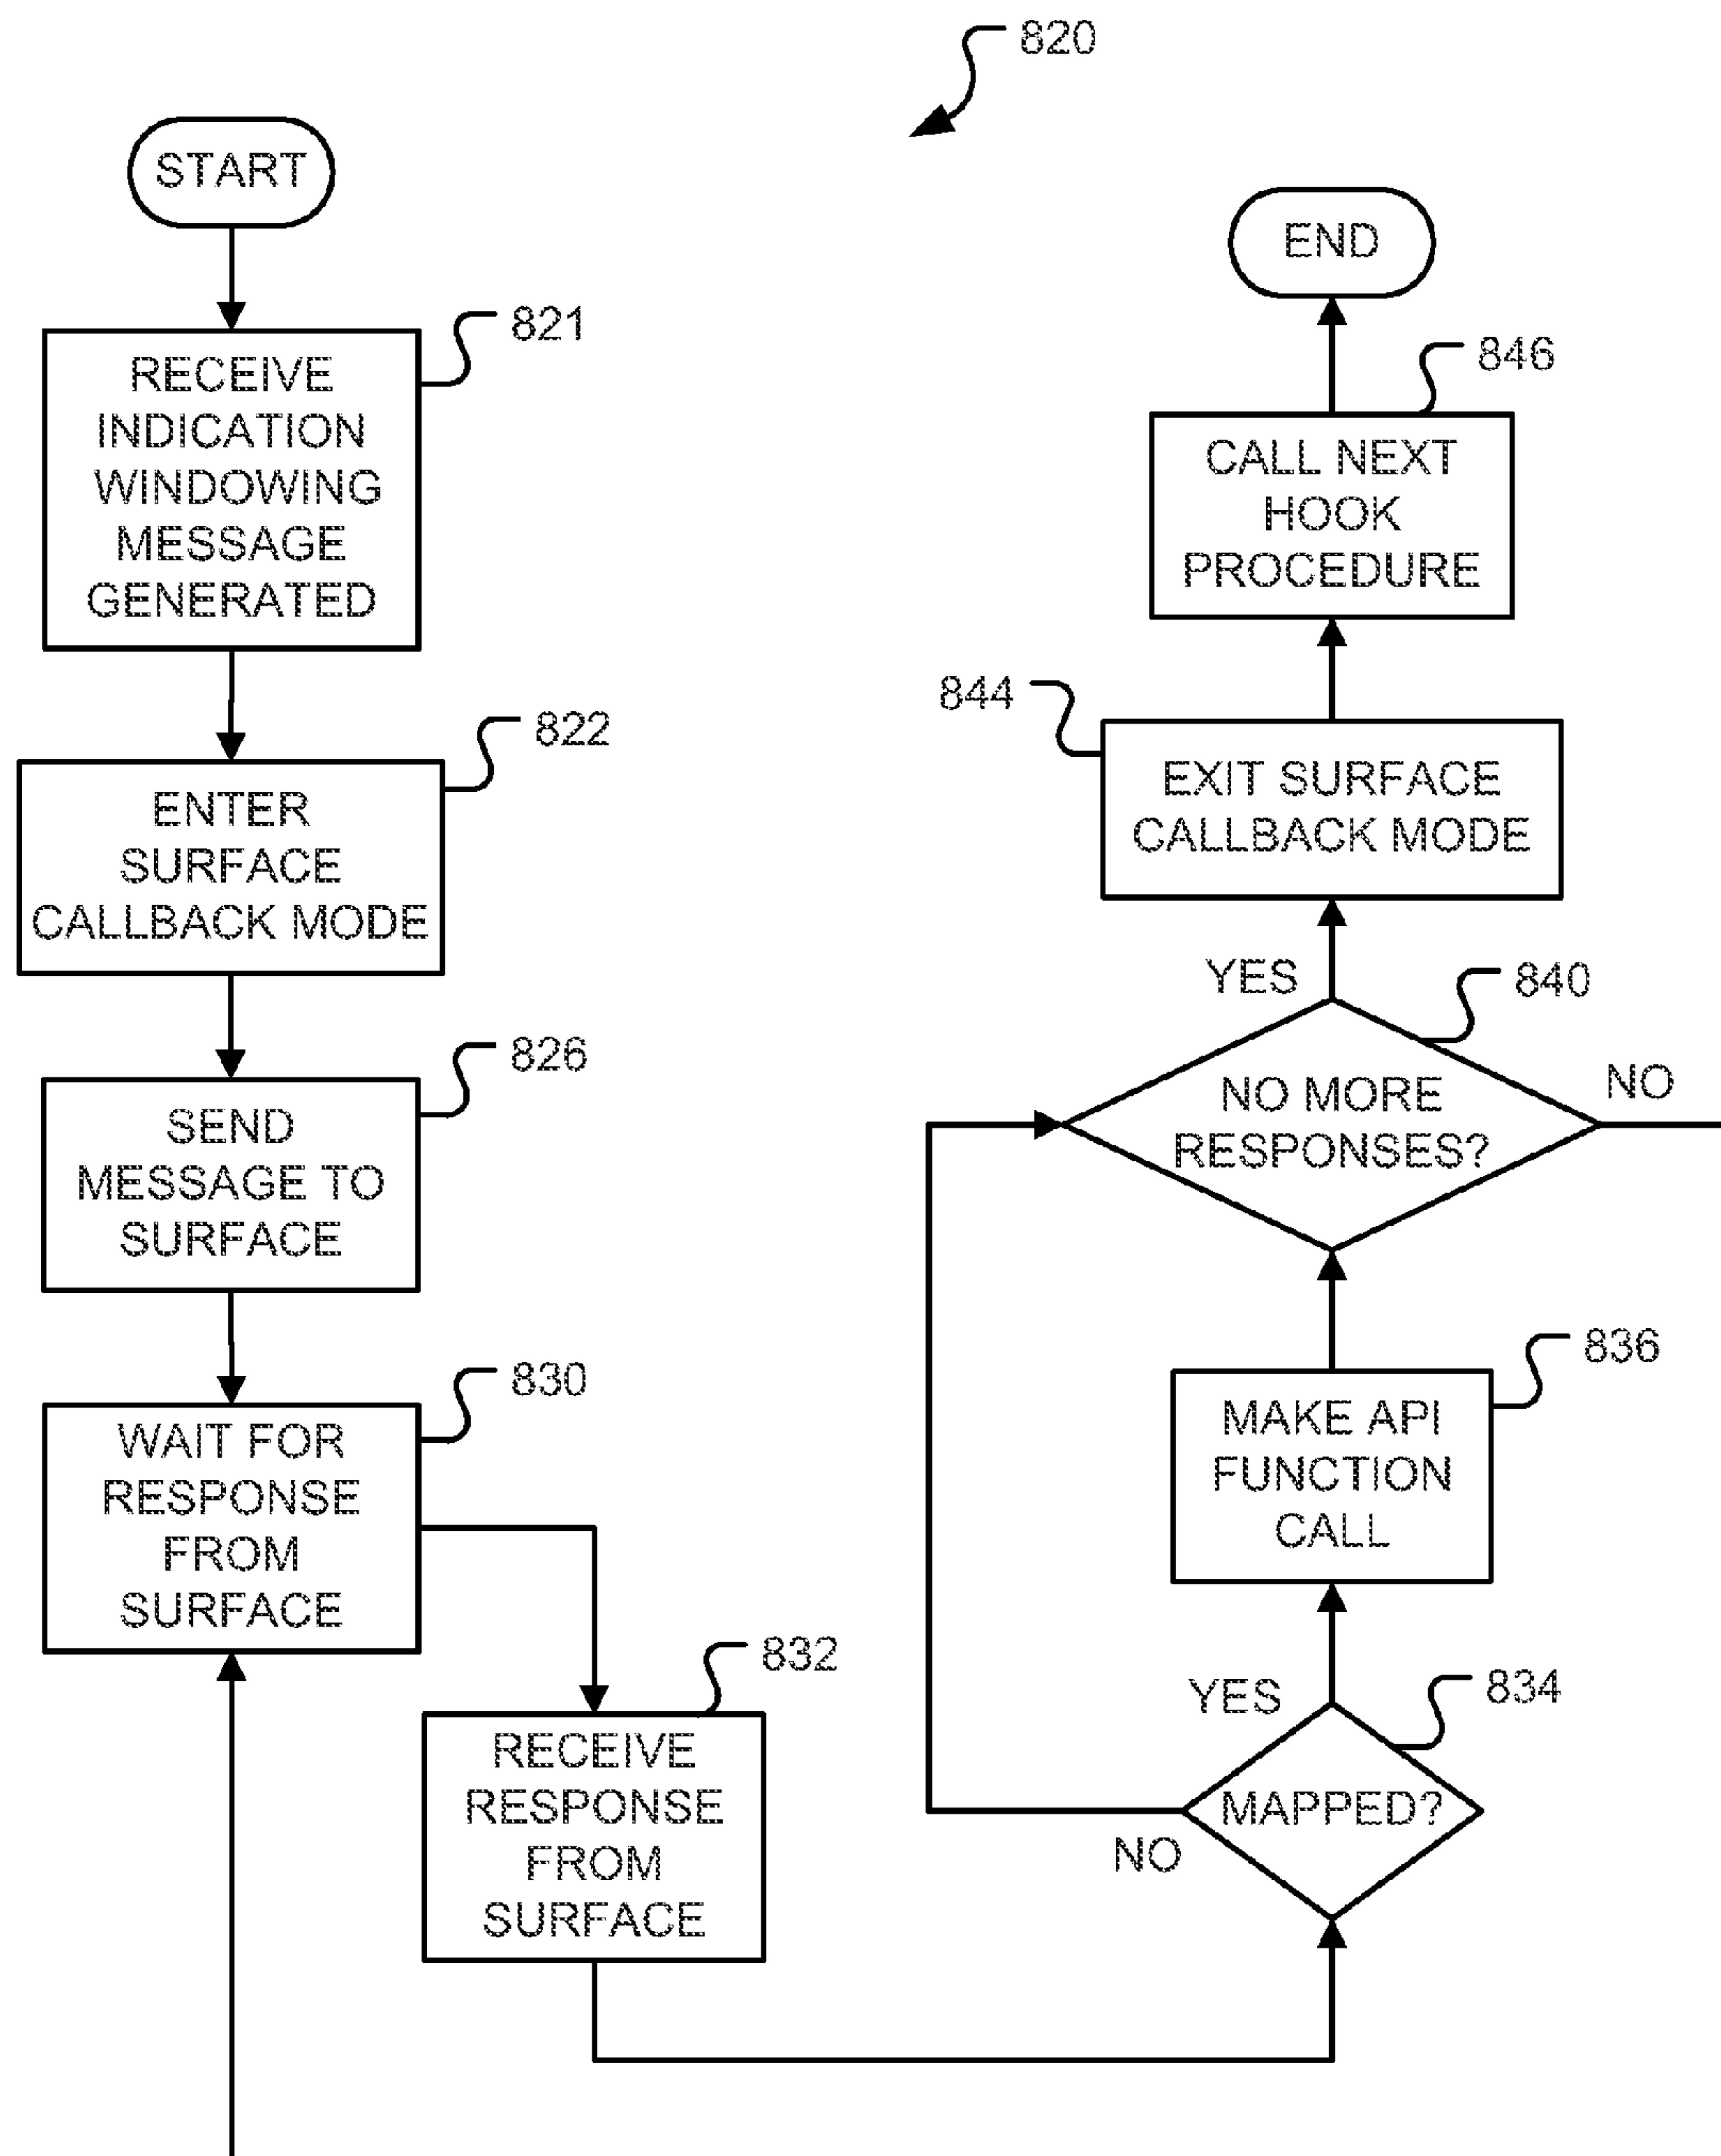 820
START
821
RECEIVE
INDICATION
WINDOWING
MESSAGE
GENERATED
822
ENTER
SURFACE
CALLBACK MODE
826
SEND
MESSAGE TO
SURFACE
830
WAIT FOR
RESPONSE
FROM
SURFACE
832
RECEIVE
RESPONSE
FROM
SURFACE
END
846
CALL NEXT
HOOK
PROCEDURE
844
EXIT SURFACE
CALLBACK MODE
YES
840
NO MORE
RESPONSES?
NO
836
MAKE API
FUNCTION
CALL
YES
834
MAPPED?
NO